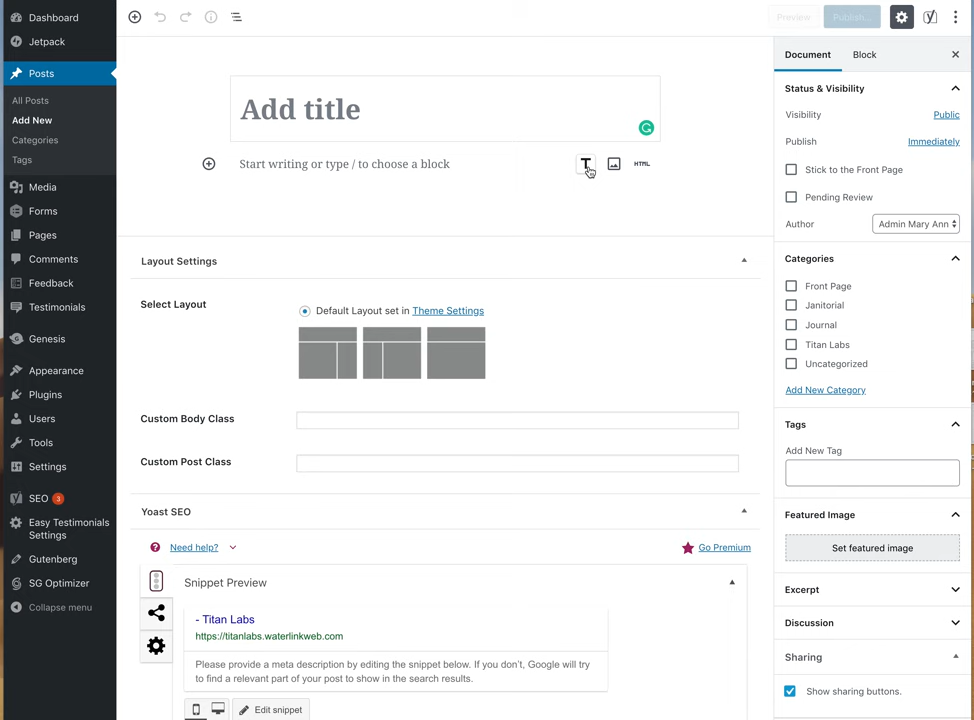 Dashboard
Jetpack
Posts
All Posts
Add New
Categories
Tags
Media
Forms
Pages
Comments
Feedback
Testimonials
Genesis
Appearance
Plugins
Users
Tools
Settings
SEO 3
Easy Testimonials
Settings
Gutenberg
SG Optimizer
Collapse menu
Preview
Publish...
Add title
Start writing or type / to choose a block
T
HTML
Layout Settings
Select Layout
Default Layout set in Theme Settings
Custom Body Class
Custom Post Class
Yoast SEO
Need help?
Go Premium
Snippet Preview
- Titan Labs
https://titanlabs.waterlinkweb.com
Please provide a meta description by editing the snippet below. If you don't, Google will try
to find a relevant part of your post to show in the search results.
Edit snippet
Document
Block
Status & Visibility
Visibility
Public
Publish
Immediately
Stick to the Front Page
Pending Review
Author
Admin Mary Ann
Categories
Front Page
Janitorial
Journal
Titan Labs
Uncategorized
Add New Category
Tags
Add New Tag
Featured Image
Set featured image
Excerpt
Discussion
Sharing
Show sharing buttons.